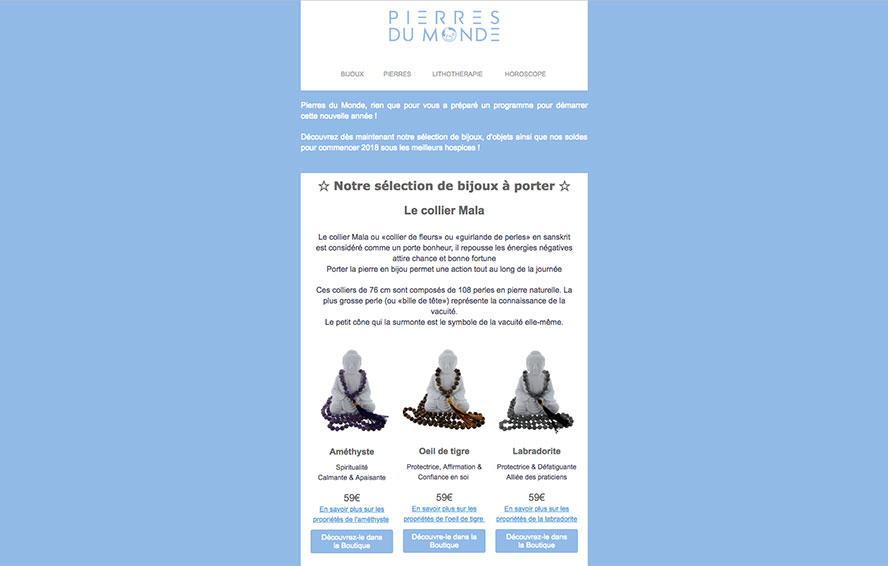 PIERRES
DU MONDE
BIJOUX PIERRES LITHOTHERAPIE HOROSCOPE
Pierres du Monde, rien que pour vous a préparé un programme pour démarrer
cette nouvelle année !
Découvrez dès maintenant notre sélection de bijoux, d'objets ainsi que nos soldes
pour commencer 2018 sous les meilleurs hospices !
☆ Notre sélection de bijoux à porter ☆
Le collier Mala
Le collier Mala ou «collier de fleurs» ou «guirlande de perles» en sanskrit
est considéré comme un porte bonheur, il repousse les énergies négatives
attire chance et bonne fortune
Porter la pierre en bijou permet une action tout au long de la journée
Ces colliers de 76 cm sont composés de 108 perles en pierre naturelle. La
plus grosse perle (ou «bille de tête») représente la connaissance de la
vacuité.
Le petit cône qui la surmonte est le symbole de la vacuité elle-même.
Améthyste
Spiritualité
Calmante & Apaisante
59€
En savoir plus sur les
propriétés de l'améthyste
Découvrez-le dans
la Boutique
Oeil de tigre
Protectrice, Affirmation &
Confiance en soi
59€
En savoir plus sur les
propriétés de l'oeil de tigre
Découvre-le dans
la Boutique
Labradorite
Protectrice & Défatiguante
Alliée des praticiens
59€
En savoir plus sur les
propriétés de la labradorite
Découvrez-le dans
la Boutique